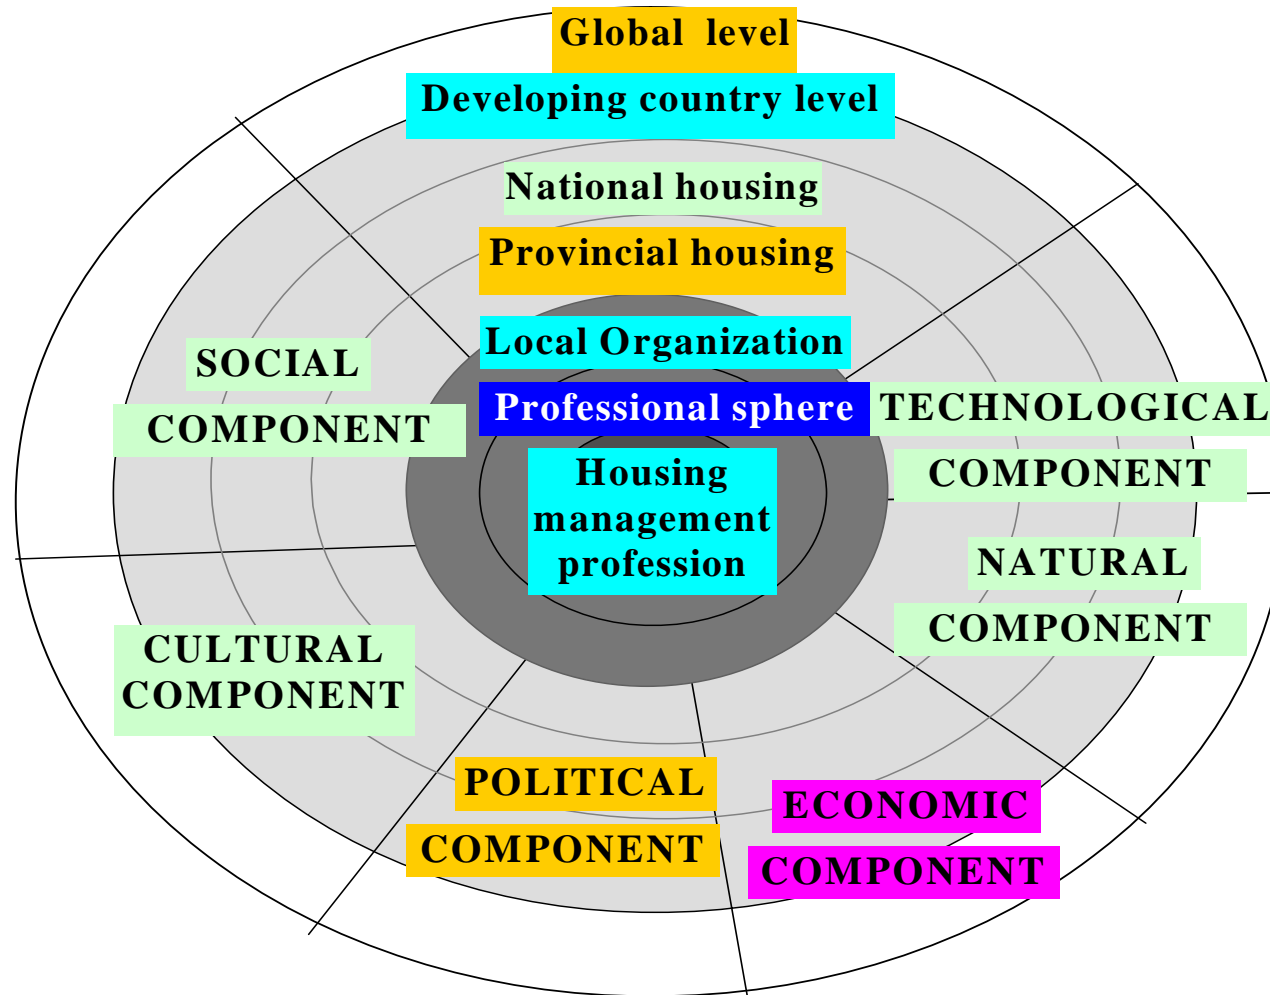 Global level
Developing country level
National housing
Provincial housing
Local Organization
SOCIAL
COMPONENT
Professional sphere
TECHNOLOGICAL
COMPONENT
Housing
management
profession
NATURAL
COMPONENT
CULTURAL
COMPONENT
POLITICAL
COMPONENT
ECONOMIC
COMPONENT